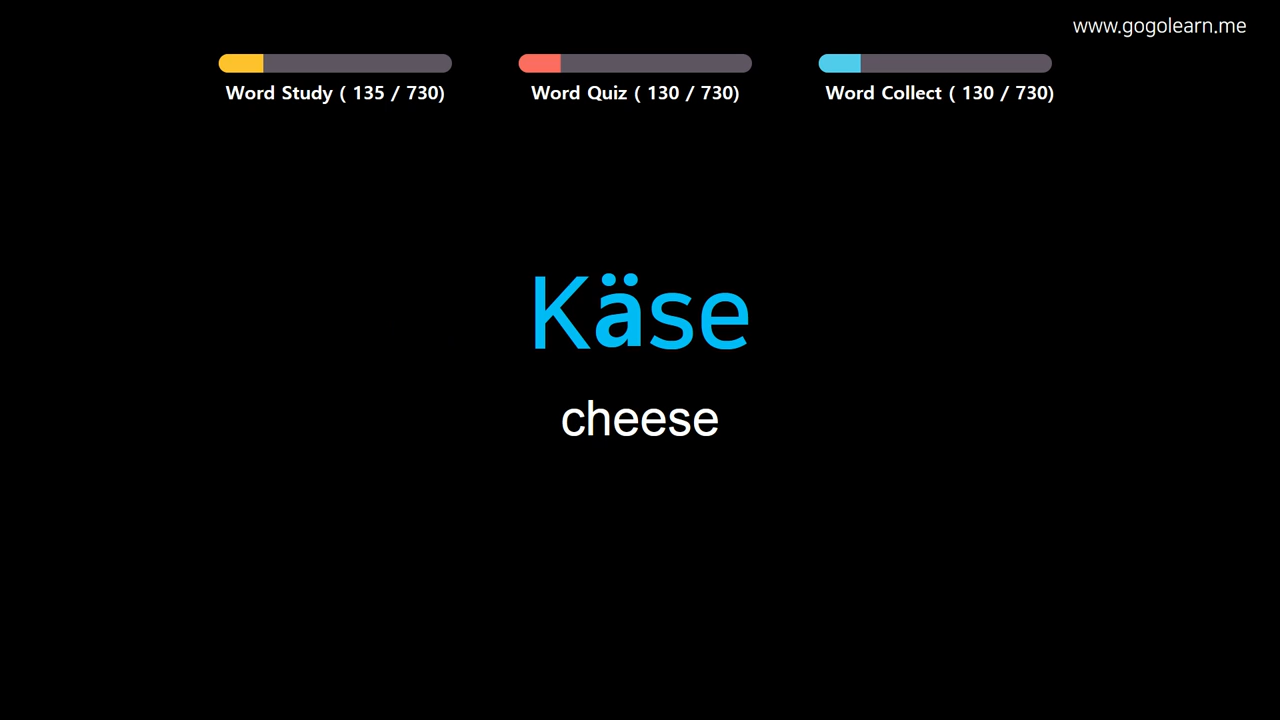 www.gogolearn.me
Word Study ( 135 / 730)
Word Quiz ( 130 / 730)
Word Collect ( 130 / 730)
Käse
cheese